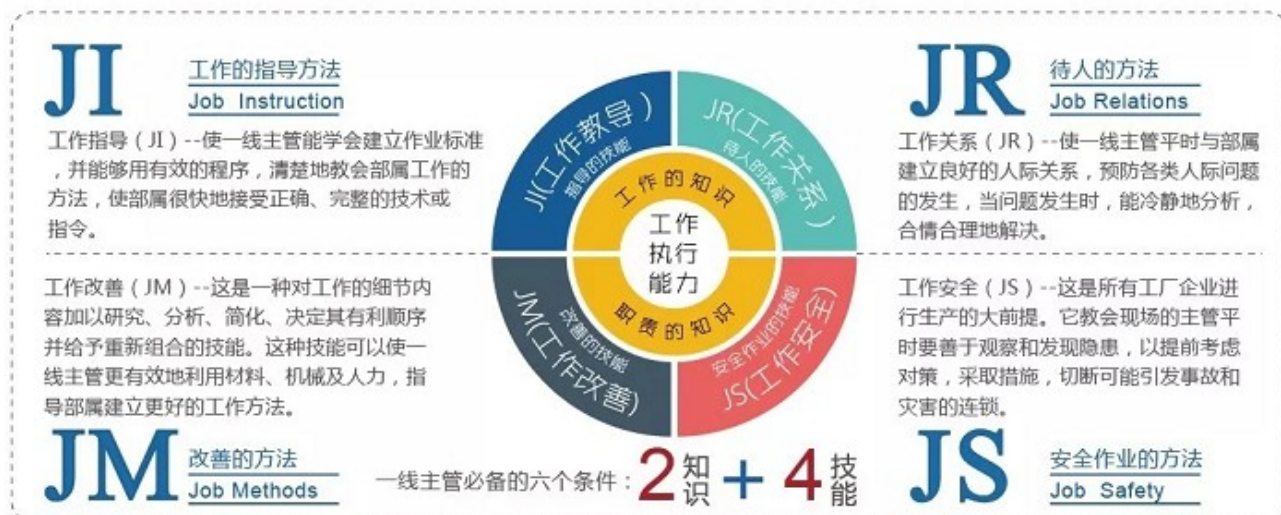 JI
工作的指导方法
Job Instruction
工作指导（JI）--使一线主管能学会建立作业标准
，并能够用有效的程序，清楚地教会部属工作的
方法，使部属很快地接受正确、完整的技术或
指令。
JR
待人的方法
Job Relations
工作关系（JR）--使一线主管平时与部属
建立良好的人际关系，预防各类人际问题
的发生，当问题发生时，能冷静地分析，
合情合理地解决。
JI(工作教导)
指导的技能
JR(工作关系)
待人的技能
工作的知识
工作
执行
能力
职责的知识
JM(工作改善)
改善的技能
安全作业的技能
JS(工作安全)
工作改善（JM）--这是一种对工作的细节内
容加以研究、分析、简化、决定其有利顺序
并给予重新组合的技能。这种技能可以使一
线主管更有效地利用材料、机械及人力，指
导部属建立更好的工作方法。
JM
改善的方法
Job Methods
工作安全（JS）--这是所有工厂企业进
行生产的大前提。它教会现场的主管平
时要善于观察和发现隐患，以提前考虑
对策，采取措施，切断可能引发事故和
灾害的连锁。
JS
安全作业的方法
Job Safety
一线主管必备的六个条件：2知识+4技能